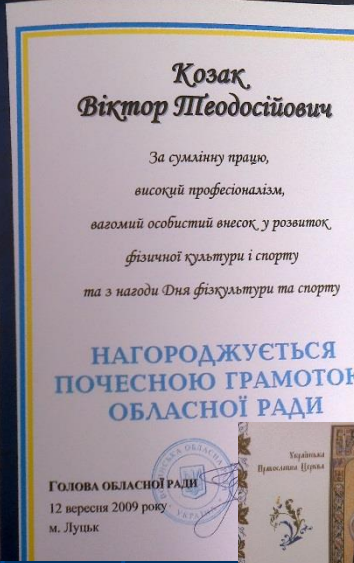 Козак
Віктор Теодосійович
За сумлінну працю,
високий професіоналізм,
вагомий особистий внесок у розвиток
фізичної культури і спорту
та з нагоди Дня фізкультури та спорту
НАГОРОДЖУЄТЬСЯ
ПОЧЕСНОЮ ГРАМОТОЮ
ОБЛАСНОЇ РАДИ
ГОЛОВА ОБЛАСНОЇ РАДИ
12 вересня 2009 року
м. Луцьк
Українська
Православна Церква